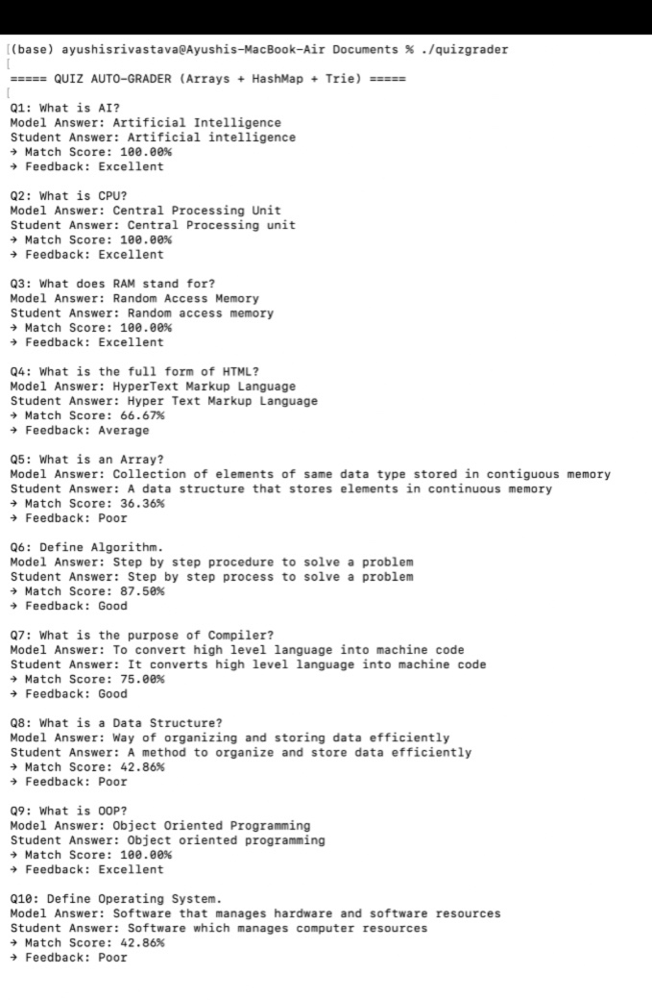 [(base) ayushisrivastava@Ayushis-MacBook-Air Documents % ./quizgrader
[
===== QUIZ AUTO-GRADER (Arrays + HashMap + Trie) =====
[
Q1: What is AI?
Model Answer: Artificial Intelligence
Student Answer: Artificial intelligence
→ Match Score: 100.00%
→ Feedback: Excellent
Q2: What is CPU?
Model Answer: Central Processing Unit
Student Answer: Central Processing unit
→ Match Score: 100.00%
→ Feedback: Excellent
Q3: What does RAM stand for?
Model Answer: Random Access Memory
Student Answer: Random access memory
→ Match Score: 100.00%
→ Feedback: Excellent
Q4: What is the full form of HTML?
Model Answer: HyperText Markup Language
Student Answer: Hyper Text Markup Language
→ Match Score: 66.67%
→ Feedback: Average
Q5: What is an Array?
Model Answer: Collection of elements of same data type stored in contiguous memory
Student Answer: A data structure that stores elements in continuous memory
→ Match Score: 36.36%
→ Feedback: Poor
Q6: Define Algorithm.
Model Answer: Step by step procedure to solve a problem
Student Answer: Step by step process to solve a problem
→ Match Score: 87.50%
→ Feedback: Good
Q7: What is the purpose of Compiler?
Model Answer: To convert high level language into machine code
Student Answer: It converts high level language into machine code
→ Match Score: 75.00%
→ Feedback: Good
Q8: What is a Data Structure?
Model Answer: Way of organizing and storing data efficiently
Student Answer: A method to organize and store data efficiently
→ Match Score: 42.86%
→ Feedback: Poor
Q9: What is OOP?
Model Answer: Object Oriented Programming
Student Answer: Object oriented programming
→ Match Score: 100.00%
→ Feedback: Excellent
Q10: Define Operating System.
Model Answer: Software that manages hardware and software resources
Student Answer: Software which manages computer resources
→ Match Score: 42.86%
→ Feedback: Poor